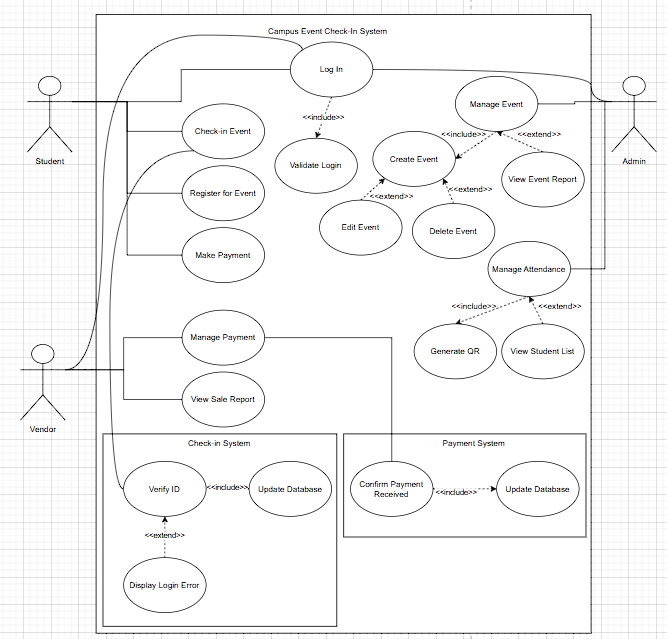 Campus Event Check-In System
Log In
<<include>>
Validate Login
Student
Check-in Event
Register for Event
Make Payment
Manage Event
<<include>>
<<extend>>
Create Event
View Event Report
<<extend>>
<<extend>>
Edit Event
Delete Event
Admin
Manage Attendance
<<include>>
<<extend>>
Generate QR
View Student List
Vendor
Manage Payment
View Sale Report
Check-in System
Verify ID
<<include>>
Update Database
<<extend>>
Display Login Error
Payment System
Confirm Payment
Received
<<include>>
Update Database